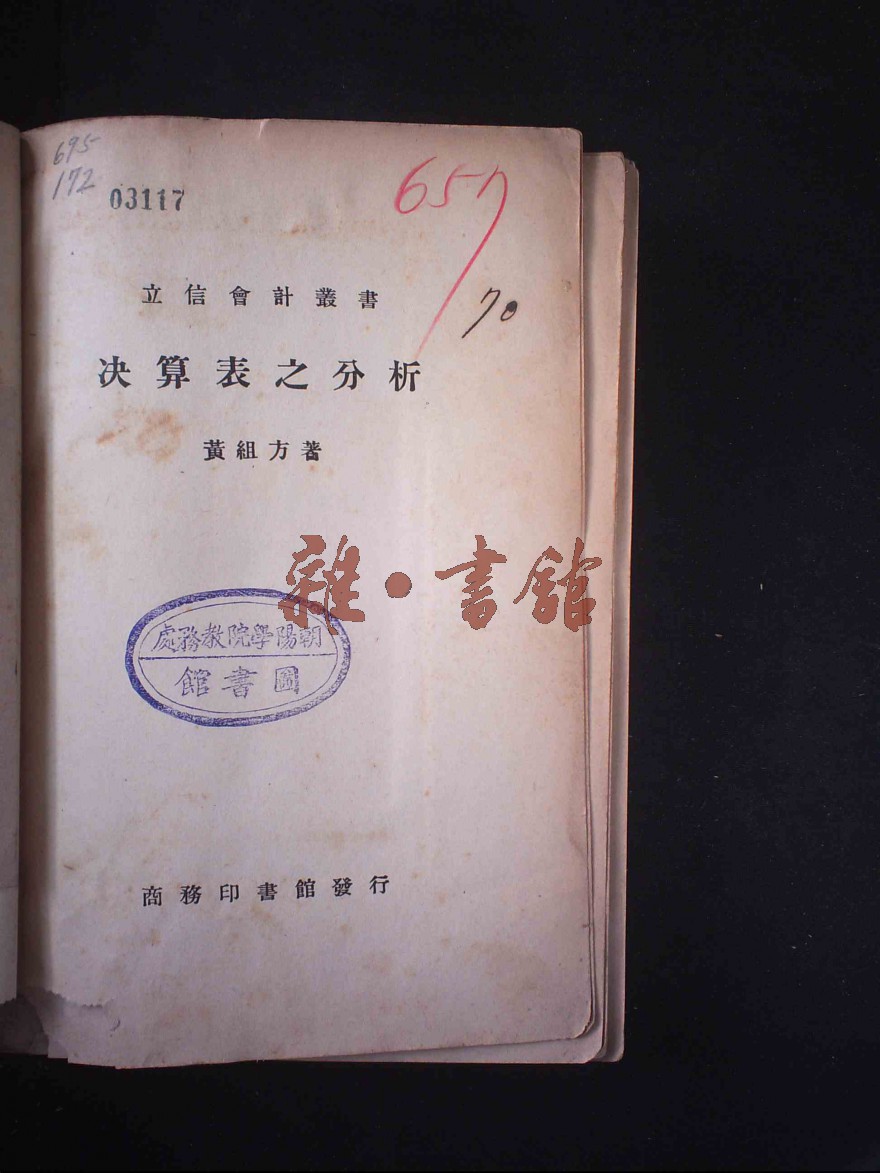 695
172
03117
657
70
立信會計叢書
决算表之分析
黃組方著
雜·書館
朝陽學院教務處
圖書館
商務印書館發行